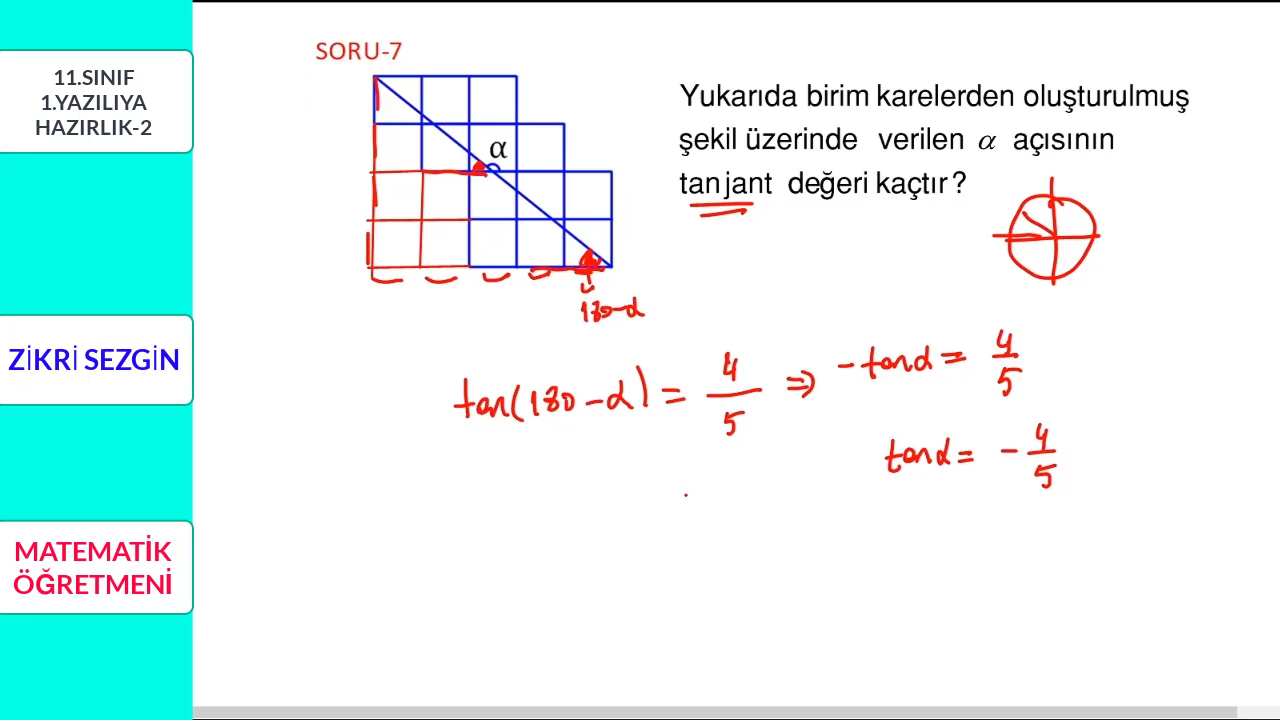 11.SINIF
1.YAZILIYA
HAZIRLIK-2
ZİKRİ SEZGİN
MATEMATİK
ÖĞRETMENİ
SORU-7
α
Yukarıda birim karelerden oluşturulmuş
şekil üzerinde verilen α açısının
tanjant değeri kaçtır?
180-α
tan(180-α) = 4/5 ⇒ -tanα = 4/5
tanα = -4/5